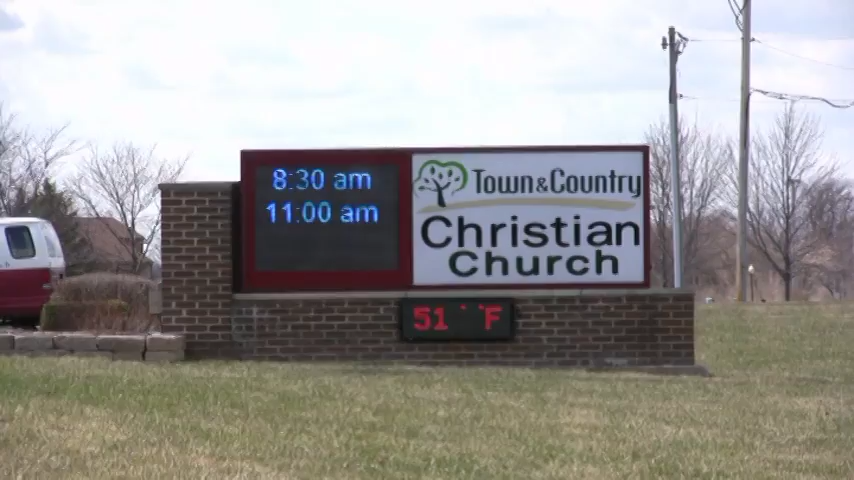 8:30 am
11:00 am
Town & Country
Christian
Church
51 °F